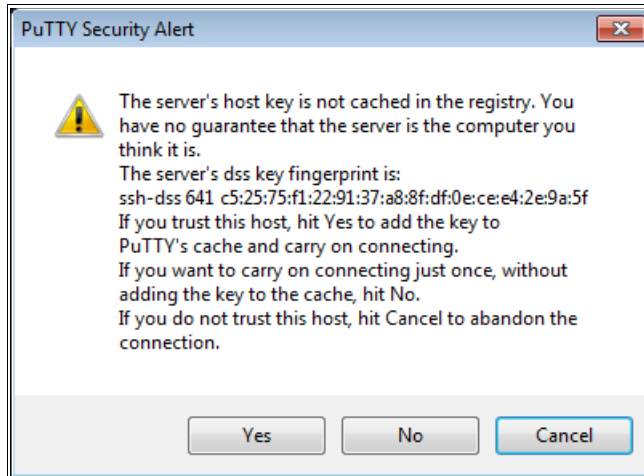 PuTTY Security Alert
The server's host key is not cached in the registry. You
have no guarantee that the server is the computer you
think it is.
The server's dss key fingerprint is:
ssh-dss 641 c5:25:75:f1:22:91:37:a8:8f:df:0e:ce:e4:2e:9a:5f
If you trust this host, hit Yes to add the key to
PuTTY's cache and carry on connecting.
If you want to carry on connecting just once, without
adding the key to the cache, hit No.
If you do not trust this host, hit Cancel to abandon the
connection.
Yes
No
Cancel